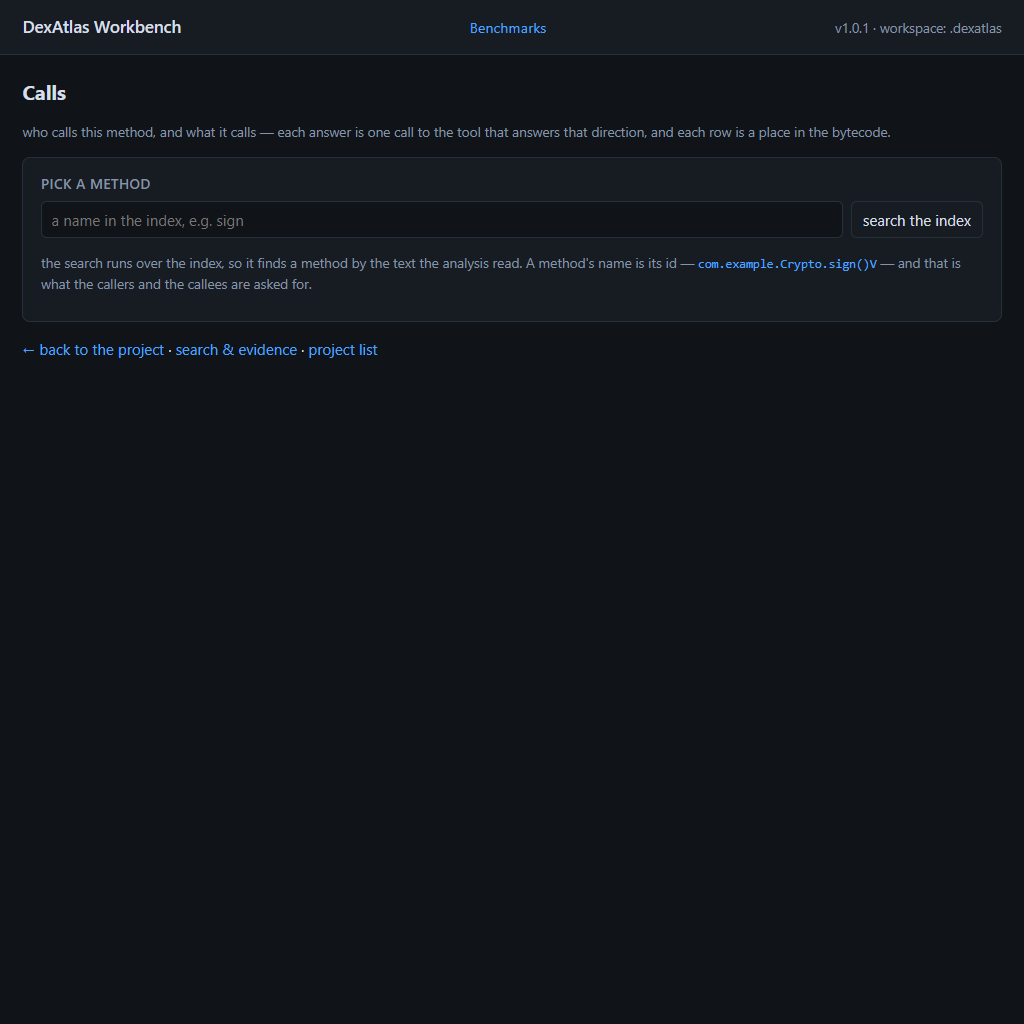 DexAtlas Workbench
Benchmarks
v1.0.1 · workspace: .dexatlas
Calls
who calls this method, and what it calls — each answer is one call to the tool that answers that direction, and each row is a place in the bytecode.
PICK A METHOD
a name in the index, e.g. sign
search the index
the search runs over the index, so it finds a method by the text the analysis read. A method's name is its id — com.example.Crypto.sign()V — and that is
what the callers and the callees are asked for.
← back to the project · search & evidence · project list